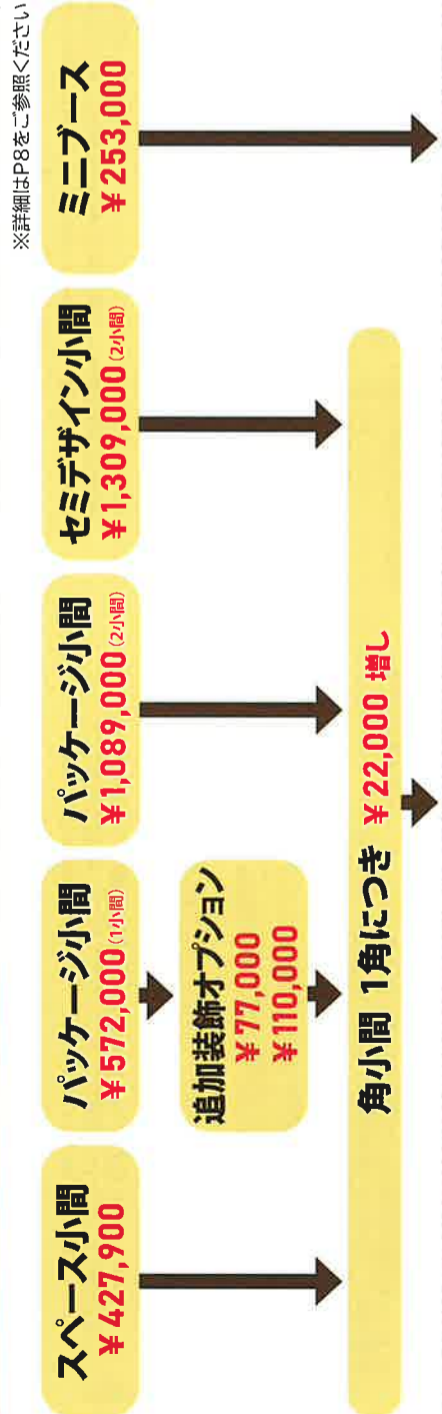 ※詳細はP8をご参照ください
スペース小間
¥427,900
パッケージ小間
¥572,000(1小間)
追加装飾オプション
¥77,000
¥110,000
パッケージ小間
¥1,089,000(2小間)
セミデザイン小間
¥1,309,000(2小間)
ミニブース
¥253,000
角小間 1角につき ¥22,000 増し